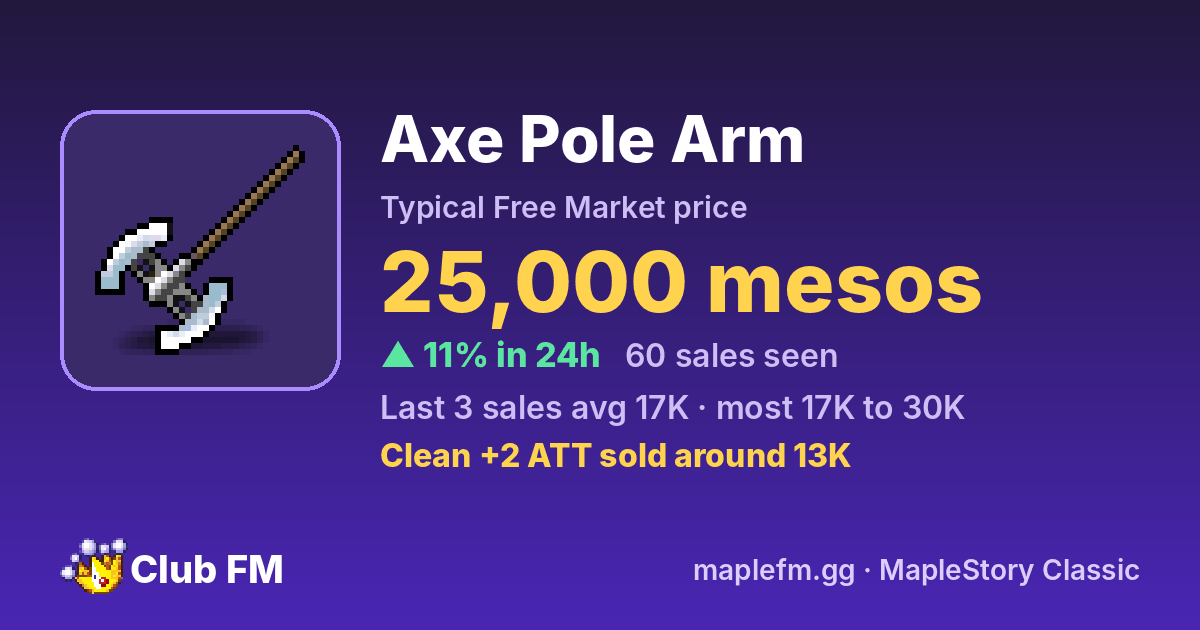 Axe Pole Arm
Typical Free Market price
25,000 mesos
▲ 11% in 24h 60 sales seen
Last 3 sales avg 17K · most 17K to 30K
Clean +2 ATT sold around 13K
Club FM
maplefm.gg · MapleStory Classic